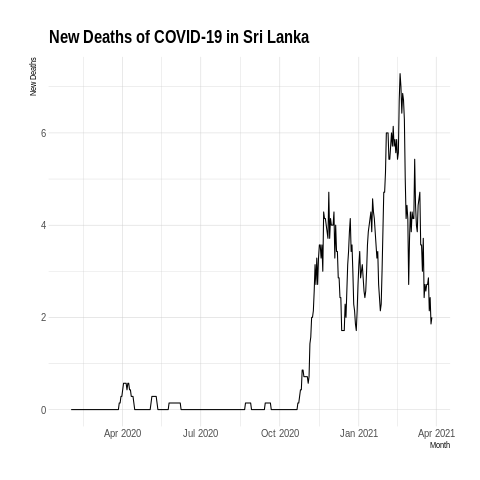 New Deaths of COVID-19 in Sri Lanka
New Deaths
6
4
2
0
Apr 2020 Jul 2020 Oct 2020 Jan 2021 Apr 2021
Month